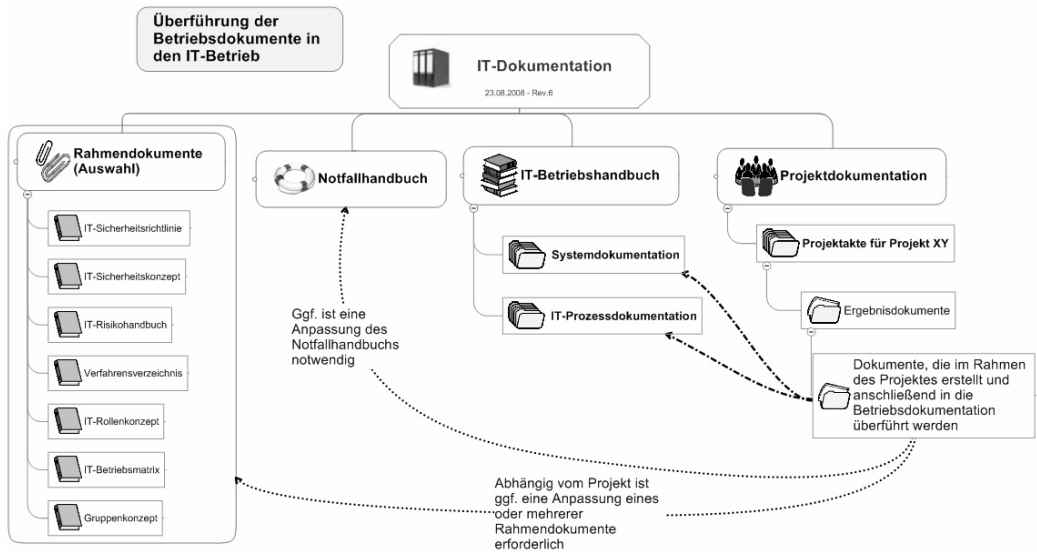 Überführung der
Betriebsdokumente in
den IT-Betrieb
IT-Dokumentation
23.08.2008 - Rev.6
Rahmendokumente
(Auswahl)
IT-Sicherheitsrichtlinie
IT-Sicherheitskonzept
IT-Risikohandbuch
Verfahrensverzeichnis
IT-Rollenkonzept
IT-Betriebsmatrix
Gruppenkonzept
Notfallhandbuch
Ggf. ist eine
Anpassung des
Notfallhandbuchs
notwendig
IT-Betriebshandbuch
Systemdokumentation
IT-Prozessdokumentation
Projektdokumentation
Projektakte für Projekt XY
Ergebnisdokumente
Dokumente, die im Rahmen
des Projektes erstellt und
anschließend in die
Betriebsdokumentation
überführt werden
Abhängig vom Projekt ist
ggf. eine Anpassung eines
oder mehrerer
Rahmendokumente
erforderlich